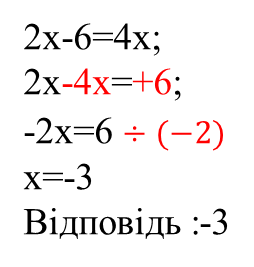 2x-6=4x;
2x-4x=+6;
-2x=6 ÷ (−2)
x=-3
Відповідь :-3